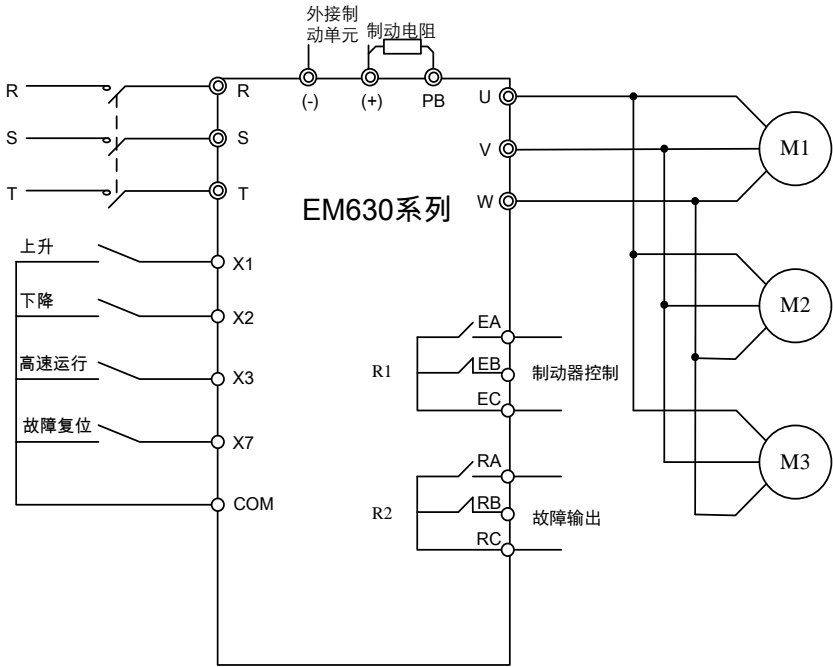 外接制
动单元
制动电阻
R
R
(-)
(+)
PB
U
M1
S
S
V
T
T
EM630系列
W
上升
X1
下降
X2
M2
EA
高速运行
X3
R1
EB
制动器控制
EC
故障复位
X7
RA
M3
COM
R2
RB
故障输出
RC